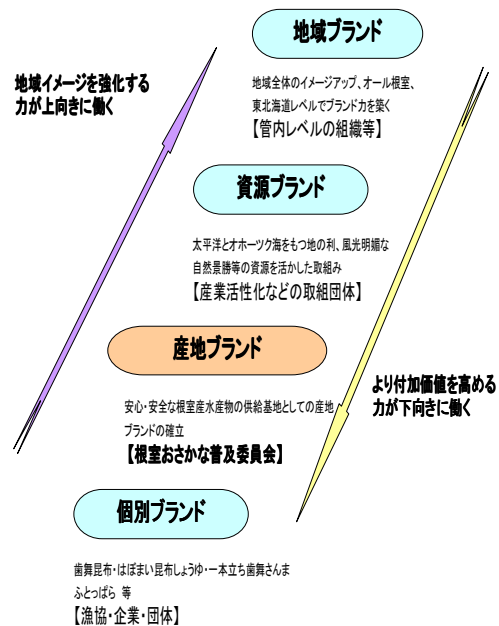 地域ブランド
地域イメージを強化する
力が上向きに働く
地域全体のイメージアップ、オール根室、
東北海道レベルでブランド力を築く
【管内レベルの組織等】
資源ブランド
太平洋とオホーツク海をもつ地の利、風光明媚な
自然景勝等の資源を活かした取組み
【産業活性化などの取組団体】
産地ブランド
より付加価値を高める
力が下向きに働く
安心・安全な根室産水産物の供給基地としての産地
ブランドの確立
【根室おさかな普及委員会】
個別ブランド
歯舞昆布・はぼまい昆布しょうゆ・一本立ち歯舞さんま
ふとっぱら 等
【漁協・企業・団体】